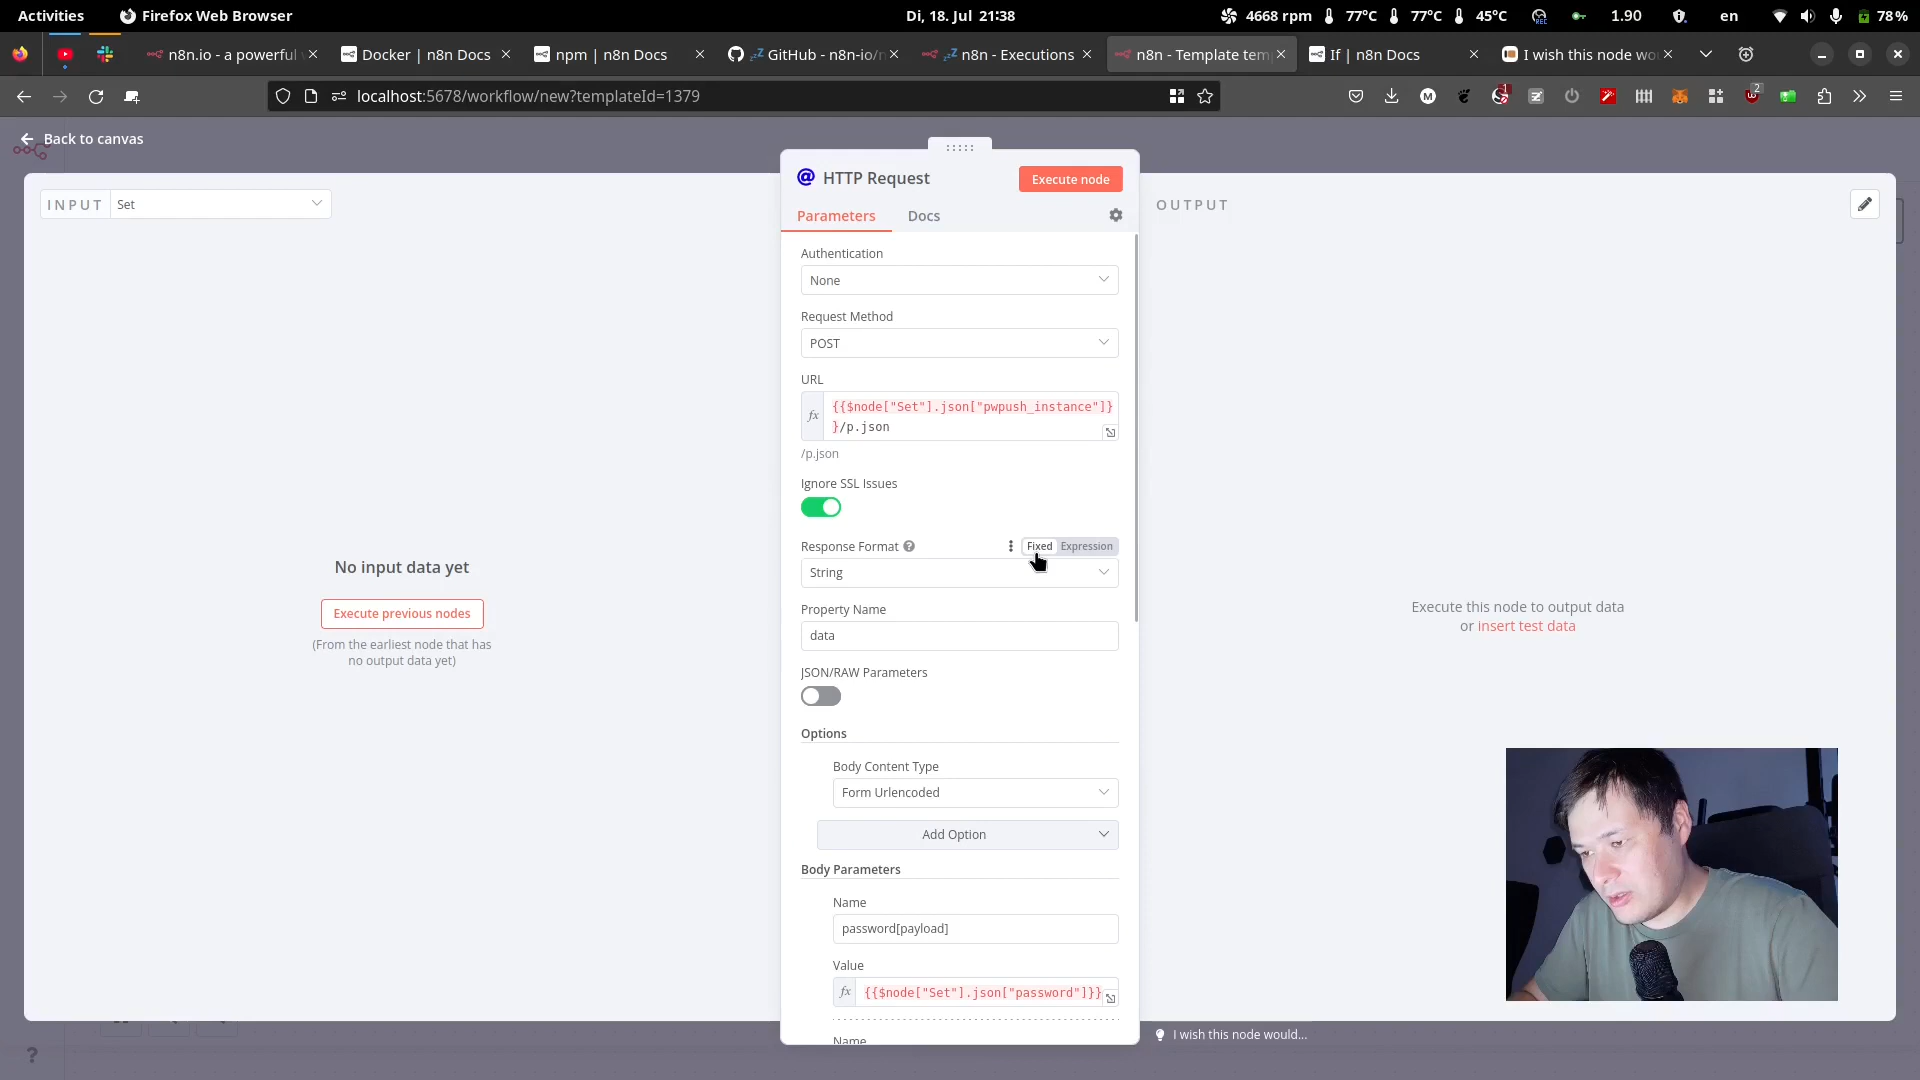 Activities
Firefox Web Browser
Di, 18. Jul 21:38
4668 rpm
77°C
77°C
45°C
1.90
en
78%
n8n.io - a powerful
Docker | n8n Docs
npm | n8n Docs
GitHub - n8n-io/n
n8n - Executions
n8n - Template tem
If | n8n Docs
I wish this node wo
localhost:5678/workflow/new?templateId=1379
2
Back to canvas
INPUT
Set
HTTP Request
Execute node
Parameters
Docs
OUTPUT
Authentication
None
Request Method
POST
URL
fx
{{$node["Set"].json["pwpush_instance"]}
}/p.json
/p.json
Ignore SSL Issues
Response Format
Fixed
Expression
String
Property Name
data
JSON/RAW Parameters
Options
Body Content Type
Form Urlencoded
Add Option
Body Parameters
Name
password[payload]
Value
fx
{{$node["Set"].json["password"]}}
Name
No input data yet
Execute previous nodes
(From the earliest node that has
no output data yet)
Execute this node to output data
or insert test data
I wish this node would...